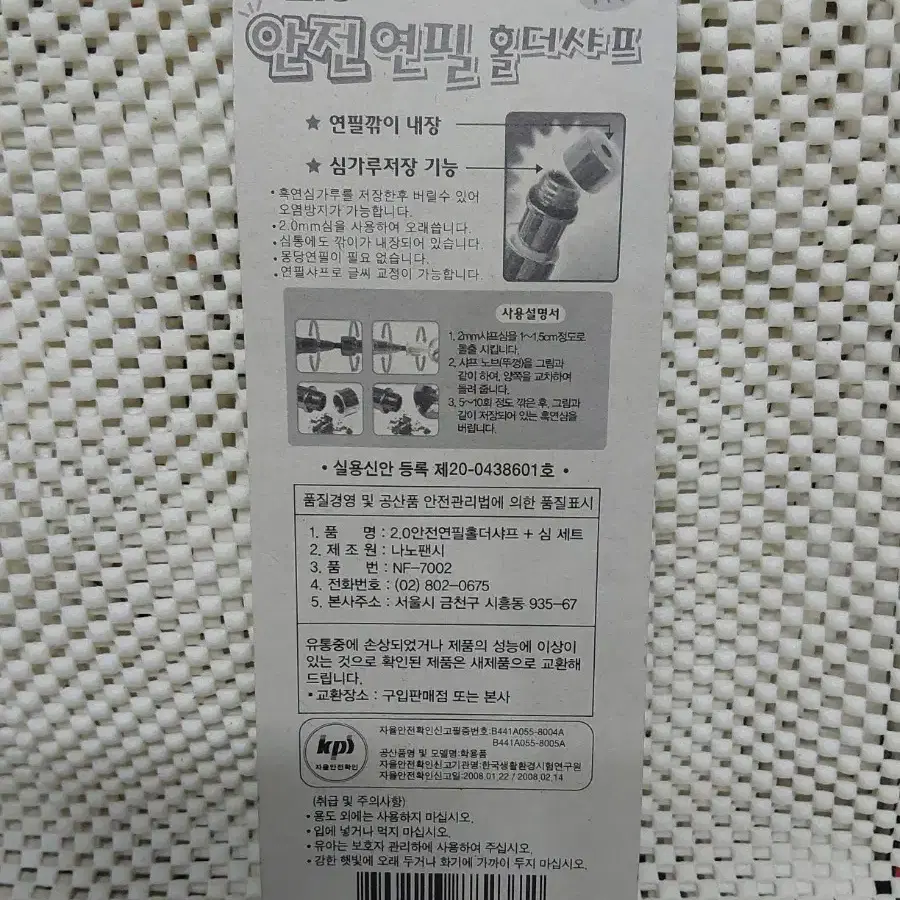 안전연필 홀더샤프
★ 연필깎이 내장
★ 심가루저장 기능
• 흑연심가루를 저장한후 버릴수 있어
오염방지가 가능합니다.
• 2.0mm심을 사용하여 오래씁니다.
• 심통에도 깎이가 내장되어 있습니다.
• 몽당연필이 필요 없습니다.
• 연필샤프로 글씨 교정이 가능합니다.
사용설명서
1. 2mm샤프심을 1~1.5cm정도로
돌출 시킵니다.
2. 샤프 노브(뚜껑)을 그림과
같이 하여, 양쪽을 교차하여
돌려 줍니다.
3. 5~10회 정도 깎은 후, 그림과
같이 저장되어 있는 흑연심을
버립니다.
• 실용신안 등록 제20-0438601호 •
품질경영 및 공산품 안전관리법에 의한 품질표시
1. 품 명 : 2.0안전연필홀더샤프 + 심 세트
2. 제 조 원 : 나노팬시
3. 품 번 : NF-7002
4. 전화번호 : (02) 802-0675
5. 본사주소 : 서울시 금천구 시흥동 935-67
유통중에 손상되었거나 제품의 성능에 이상이
있는 것으로 확인된 제품은 새제품으로 교환해
드립니다.
• 교환장소 : 구입판매점 또는 본사
kps
자율안전확인
자율안전확인신고필증번호:B441A055-8004A
B441A055-8005A
공산품명 및 모델명:학용품
자율안전확인신고기관명:한국생활환경시험연구원
자율안전확인신고일:2008.01.22 / 2008.02.14
(취급 및 주의사항)
• 용도 외에는 사용하지 마십시오.
• 입에 넣거나 먹지 마십시오.
• 유아는 보호자 관리하에 사용하여 주십시오.
• 강한 햇빛에 오래 두거나 화기에 가까이 두지 마십시오.